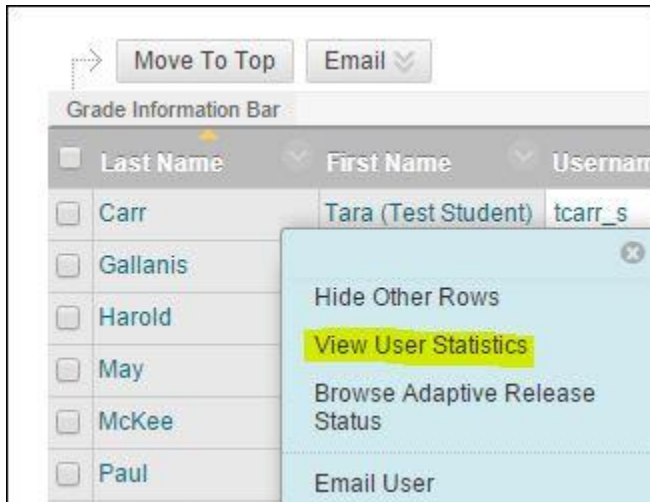 Move To Top Email
Grade Information Bar
Last Name First Name Usernam
Carr Tara (Test Student) tcarr_s
Gallanis
Harold
May
McKee
Paul
Hide Other Rows
View User Statistics
Browse Adaptive Release
Status
Email User